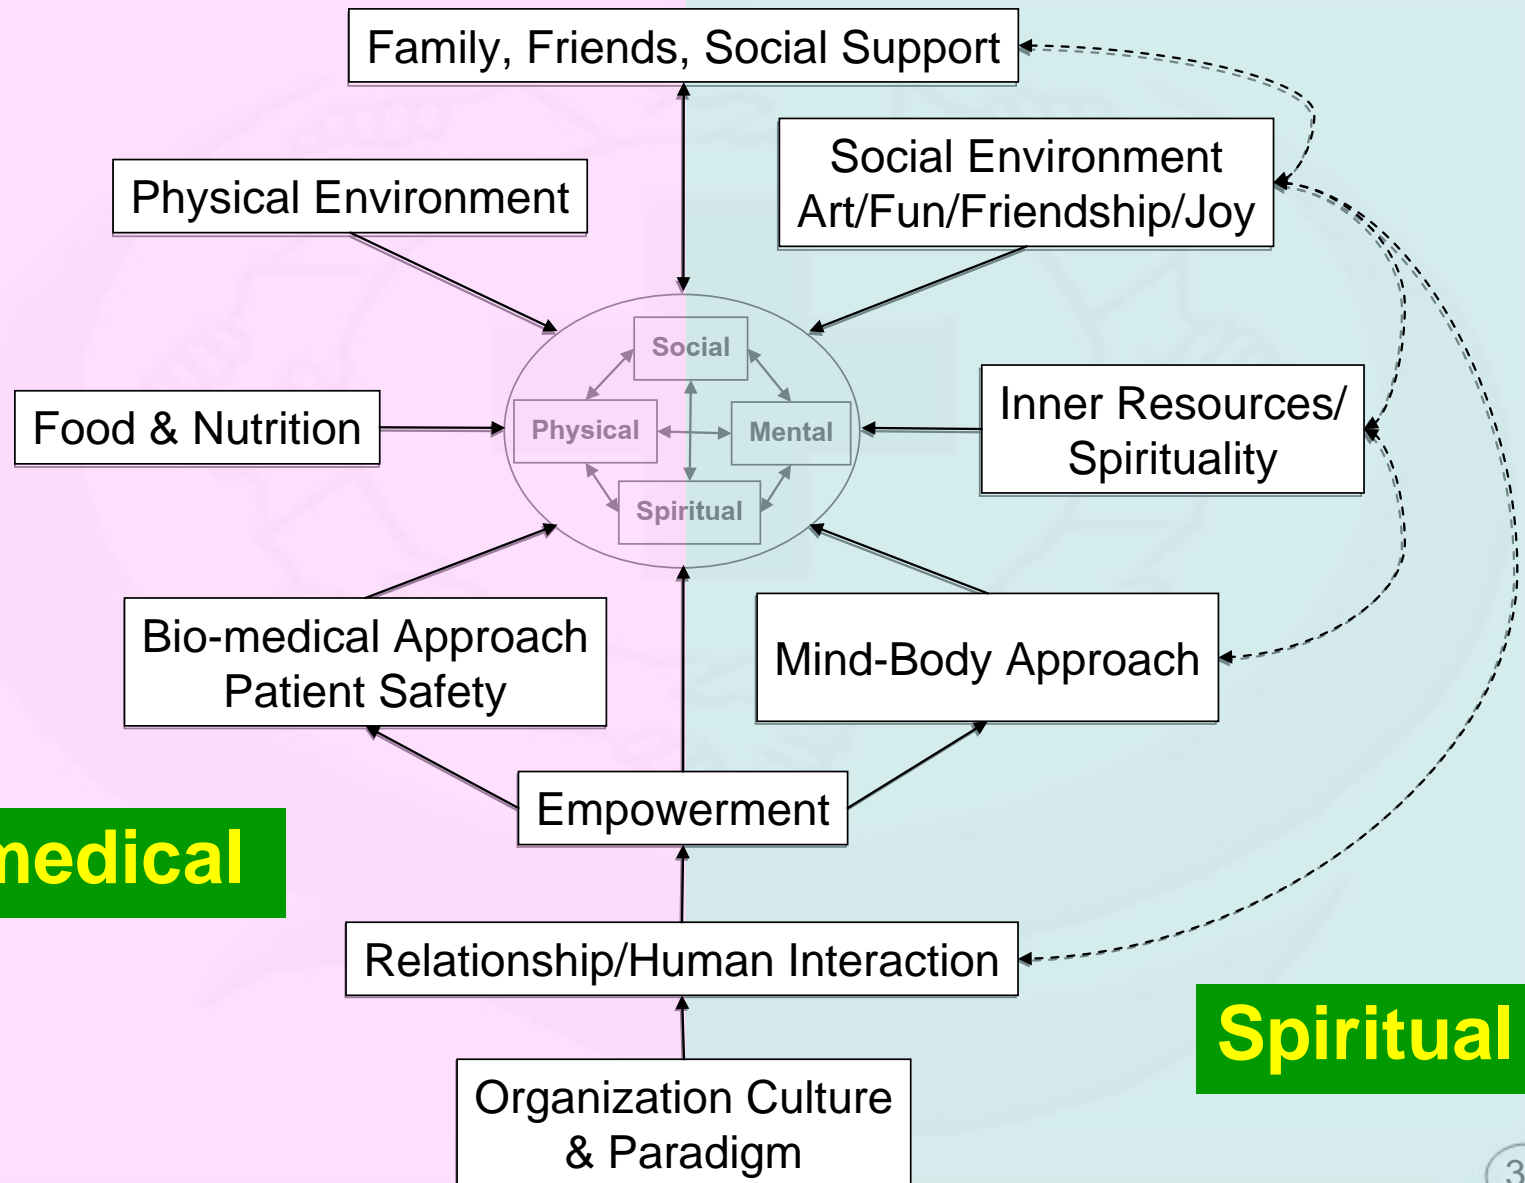 Family, Friends, Social Support
Social Environment
Art/Fun/Friendship/Joy
Physical Environment
Social
Physical
Mental
Spiritual
Food & Nutrition
Inner Resources/
Spirituality
Bio-medical Approach
Patient Safety
Mind-Body Approach
Empowerment
medical
Relationship/Human Interaction
Spiritual
Organization Culture
& Paradigm
3